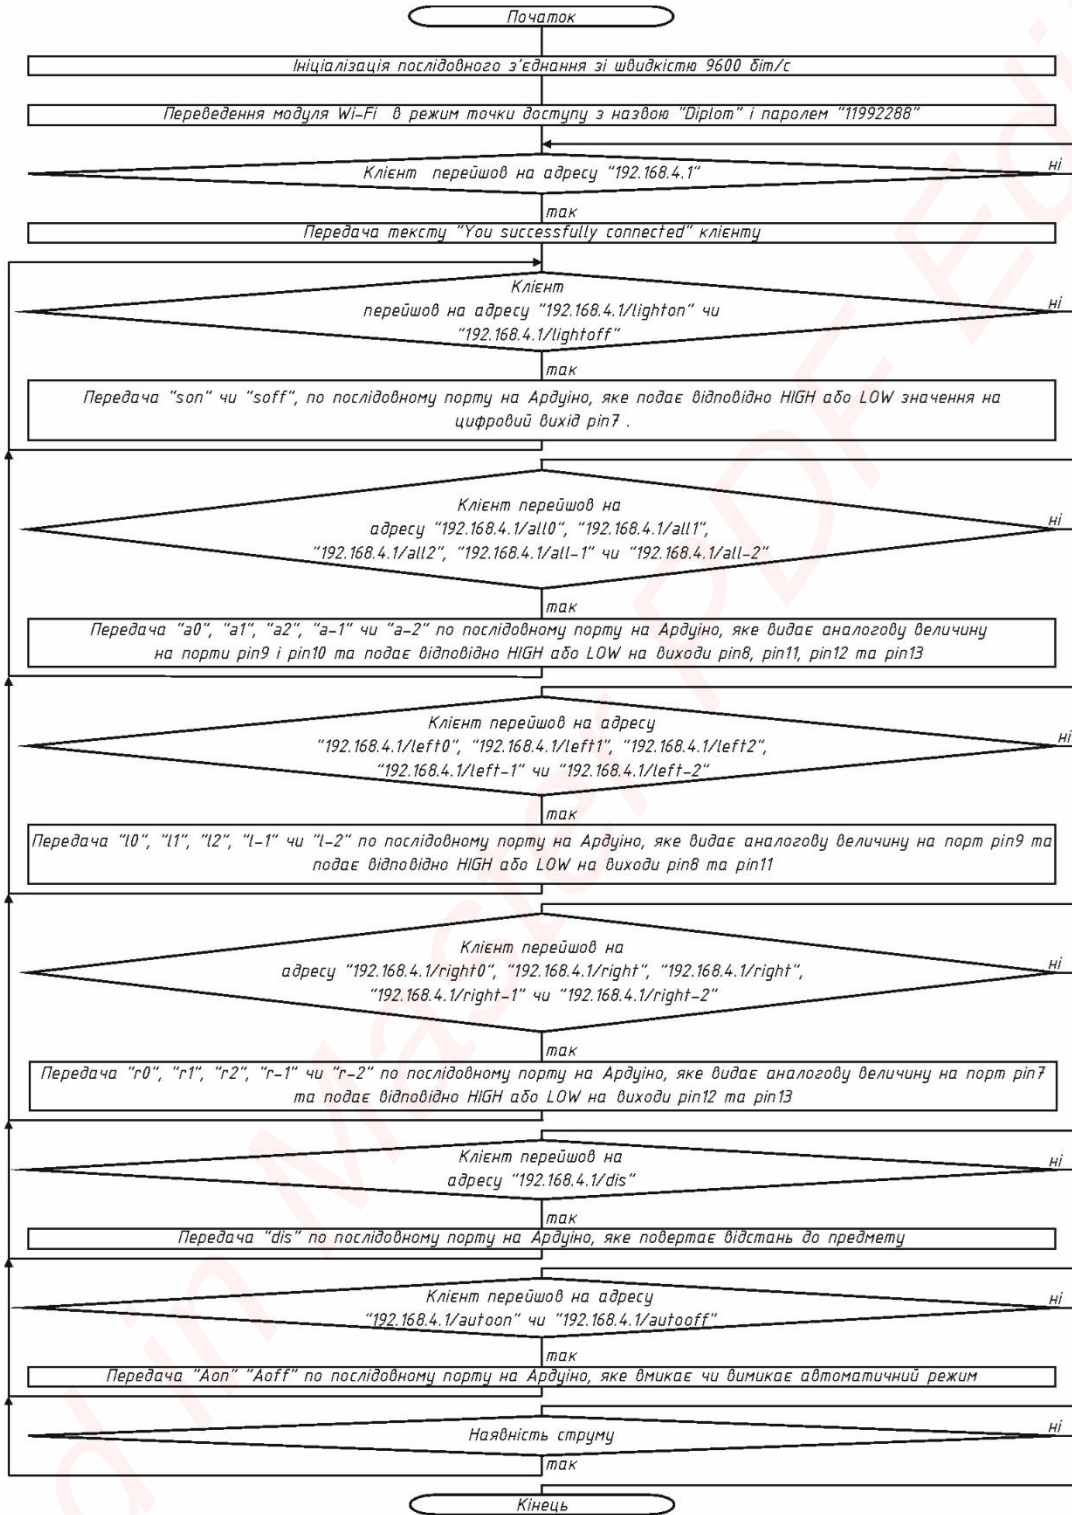 Початок
Ініціалізація послідовного з'єднання зі швидкістю 9600 біт/с
Переведення модуля Wi-Fi в режим точки доступу з назвою "Diplom" і паролем "11992288"
Клієнт перейшов на адресу "192.168.4.1"
ні
так
Передача тексту "You successfully connected" клієнту
Клієнт
перейшов на адресу "192.168.4.1/lighton" чи
"192.168.4.1/lightoff"
ні
так
Передача "son" чи "soff", по послідовному порту на Ардуіно, яке подає відповідно HIGH або LOW значення на
цифровий вихід pin7 .
Клієнт перейшов на
адресу "192.168.4.1/all0", "192.168.4.1/all1",
"192.168.4.1/all2", "192.168.4.1/all-1" чи "192.168.4.1/all-2"
ні
так
Передача "a0", "a1", "a2", "a-1" чи "a-2" по послідовному порту на Ардуіно, яке видає аналогову величину
на порти pin9 і pin10 та подає відповідно HIGH або LOW на виходи pin8, pin11, pin12 та pin13
Клієнт перейшов на адресу
"192.168.4.1/left0", "192.168.4.1/left1", "192.168.4.1/left2",
"192.168.4.1/left-1" чи "192.168.4.1/left-2"
ні
так
Передача "l0", "l1", "l2", "l-1" чи "l-2" по послідовному порту на Ардуіно, яке видає аналогову величину на порт pin9 та
подає відповідно HIGH або LOW на виходи pin8 та pin11
Клієнт перейшов на
адресу "192.168.4.1/right0", "192.168.4.1/right", "192.168.4.1/right",
"192.168.4.1/right-1" чи "192.168.4.1/right-2"
ні
так
Передача "r0", "r1", "r2", "r-1" чи "r-2" по послідовному порту на Ардуіно, яке видає аналогову величину на порт pin7
та подає відповідно HIGH або LOW на виходи pin12 та pin13
Клієнт перейшов на
адресу "192.168.4.1/dis"
ні
так
Передача "dis" по послідовному порту на Ардуіно, яке повертає відстань до предмету
Клієнт перейшов на адресу
"192.168.4.1/autoon" чи "192.168.4.1/autooff"
ні
так
Передача "Aon" "Aoff" по послідовному порту на Ардуіно, яке вмикає чи вимикає автоматичний режим
Наявність струму
ні
так
Кінець
d in Master PDF Edi